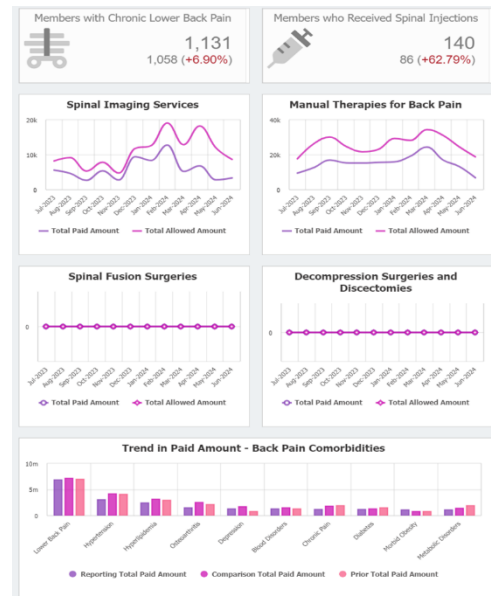 Members with Chronic Lower Back Pain
1,131
1,058 (+6.90%)
Members who Received Spinal Injections
140
86 (+62.79%)
Spinal Imaging Services
20k
10k
0
Jul-2023 Aug-2023 Sep-2023 Oct-2023 Nov-2023 Dec-2023 Jan-2024 Feb-2024 Mar-2024 Apr-2024 May-2024 Jun-2024
Total Paid Amount Total Allowed Amount
Manual Therapies for Back Pain
40k
20k
0
Jul-2023 Aug-2023 Sep-2023 Oct-2023 Nov-2023 Dec-2023 Jan-2024 Feb-2024 Mar-2024 Apr-2024 May-2024 Jun-2024
Total Paid Amount Total Allowed Amount
Spinal Fusion Surgeries
0
Jul-2023 Aug-2023 Sep-2023 Oct-2023 Nov-2023 Dec-2023 Jan-2024 Feb-2024 Mar-2024 Apr-2024 May-2024 Jun-2024
Total Paid Amount Total Allowed Amount
Decompression Surgeries and
Discectomies
0
Jul-2023 Aug-2023 Sep-2023 Oct-2023 Nov-2023 Dec-2023 Jan-2024 Feb-2024 Mar-2024 Apr-2024 May-2024 Jun-2024
Total Paid Amount Total Allowed Amount
Trend in Paid Amount - Back Pain Comorbidities
10m
5m
0
Lower Back Pain Hypertension Hyperlipidemia Osteoarthritis Depression Blood Disorders Chronic Pain Diabetes Morbid Obesity Metabolic Disorders
Reporting Total Paid Amount Comparison Total Paid Amount Prior Total Paid Amount